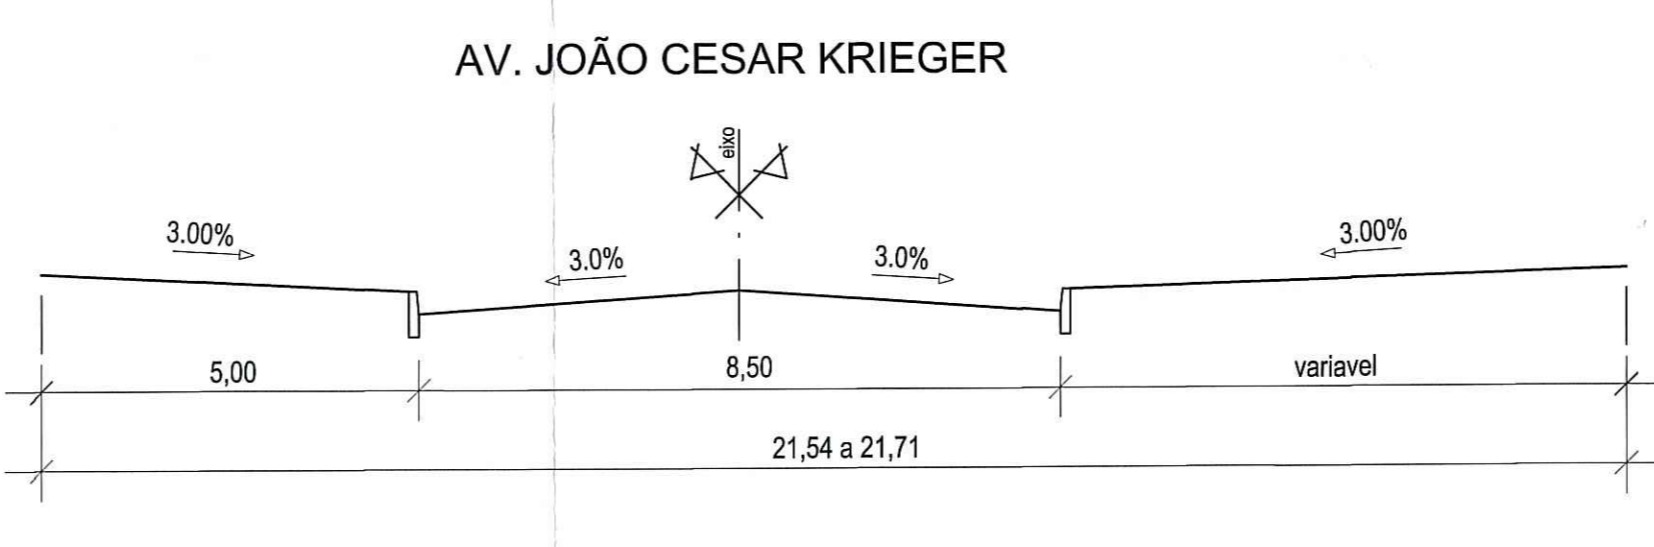 AV. JOÃO CESAR KRIEGER
eixo
3.00%
3.0%
3.0%
3.00%
5,00
8,50
variavel
21,54 a 21,71